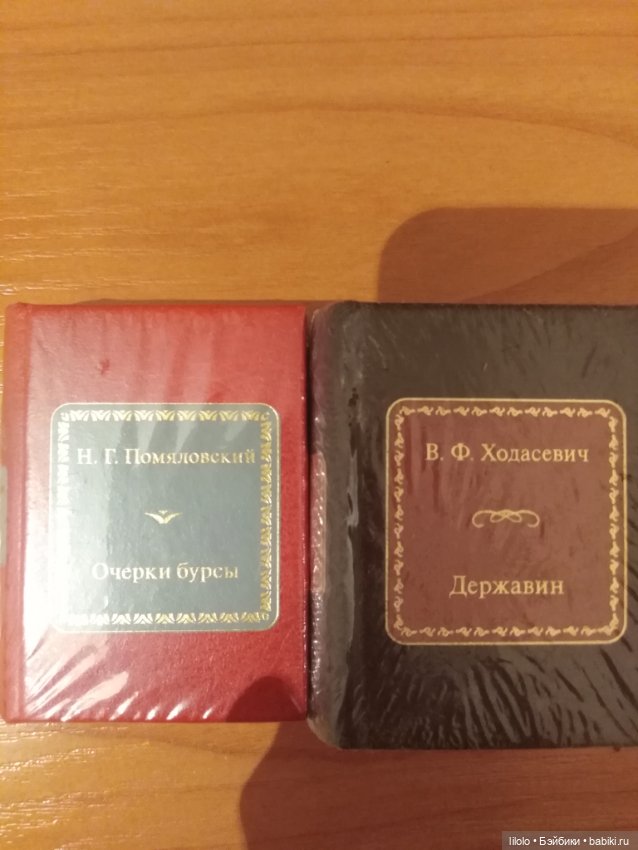 Н. Г. Помяловский
Очерки бурсы
В. Ф. Ходасевич
Державин
lilolo • Бэйбики • babiki.ru